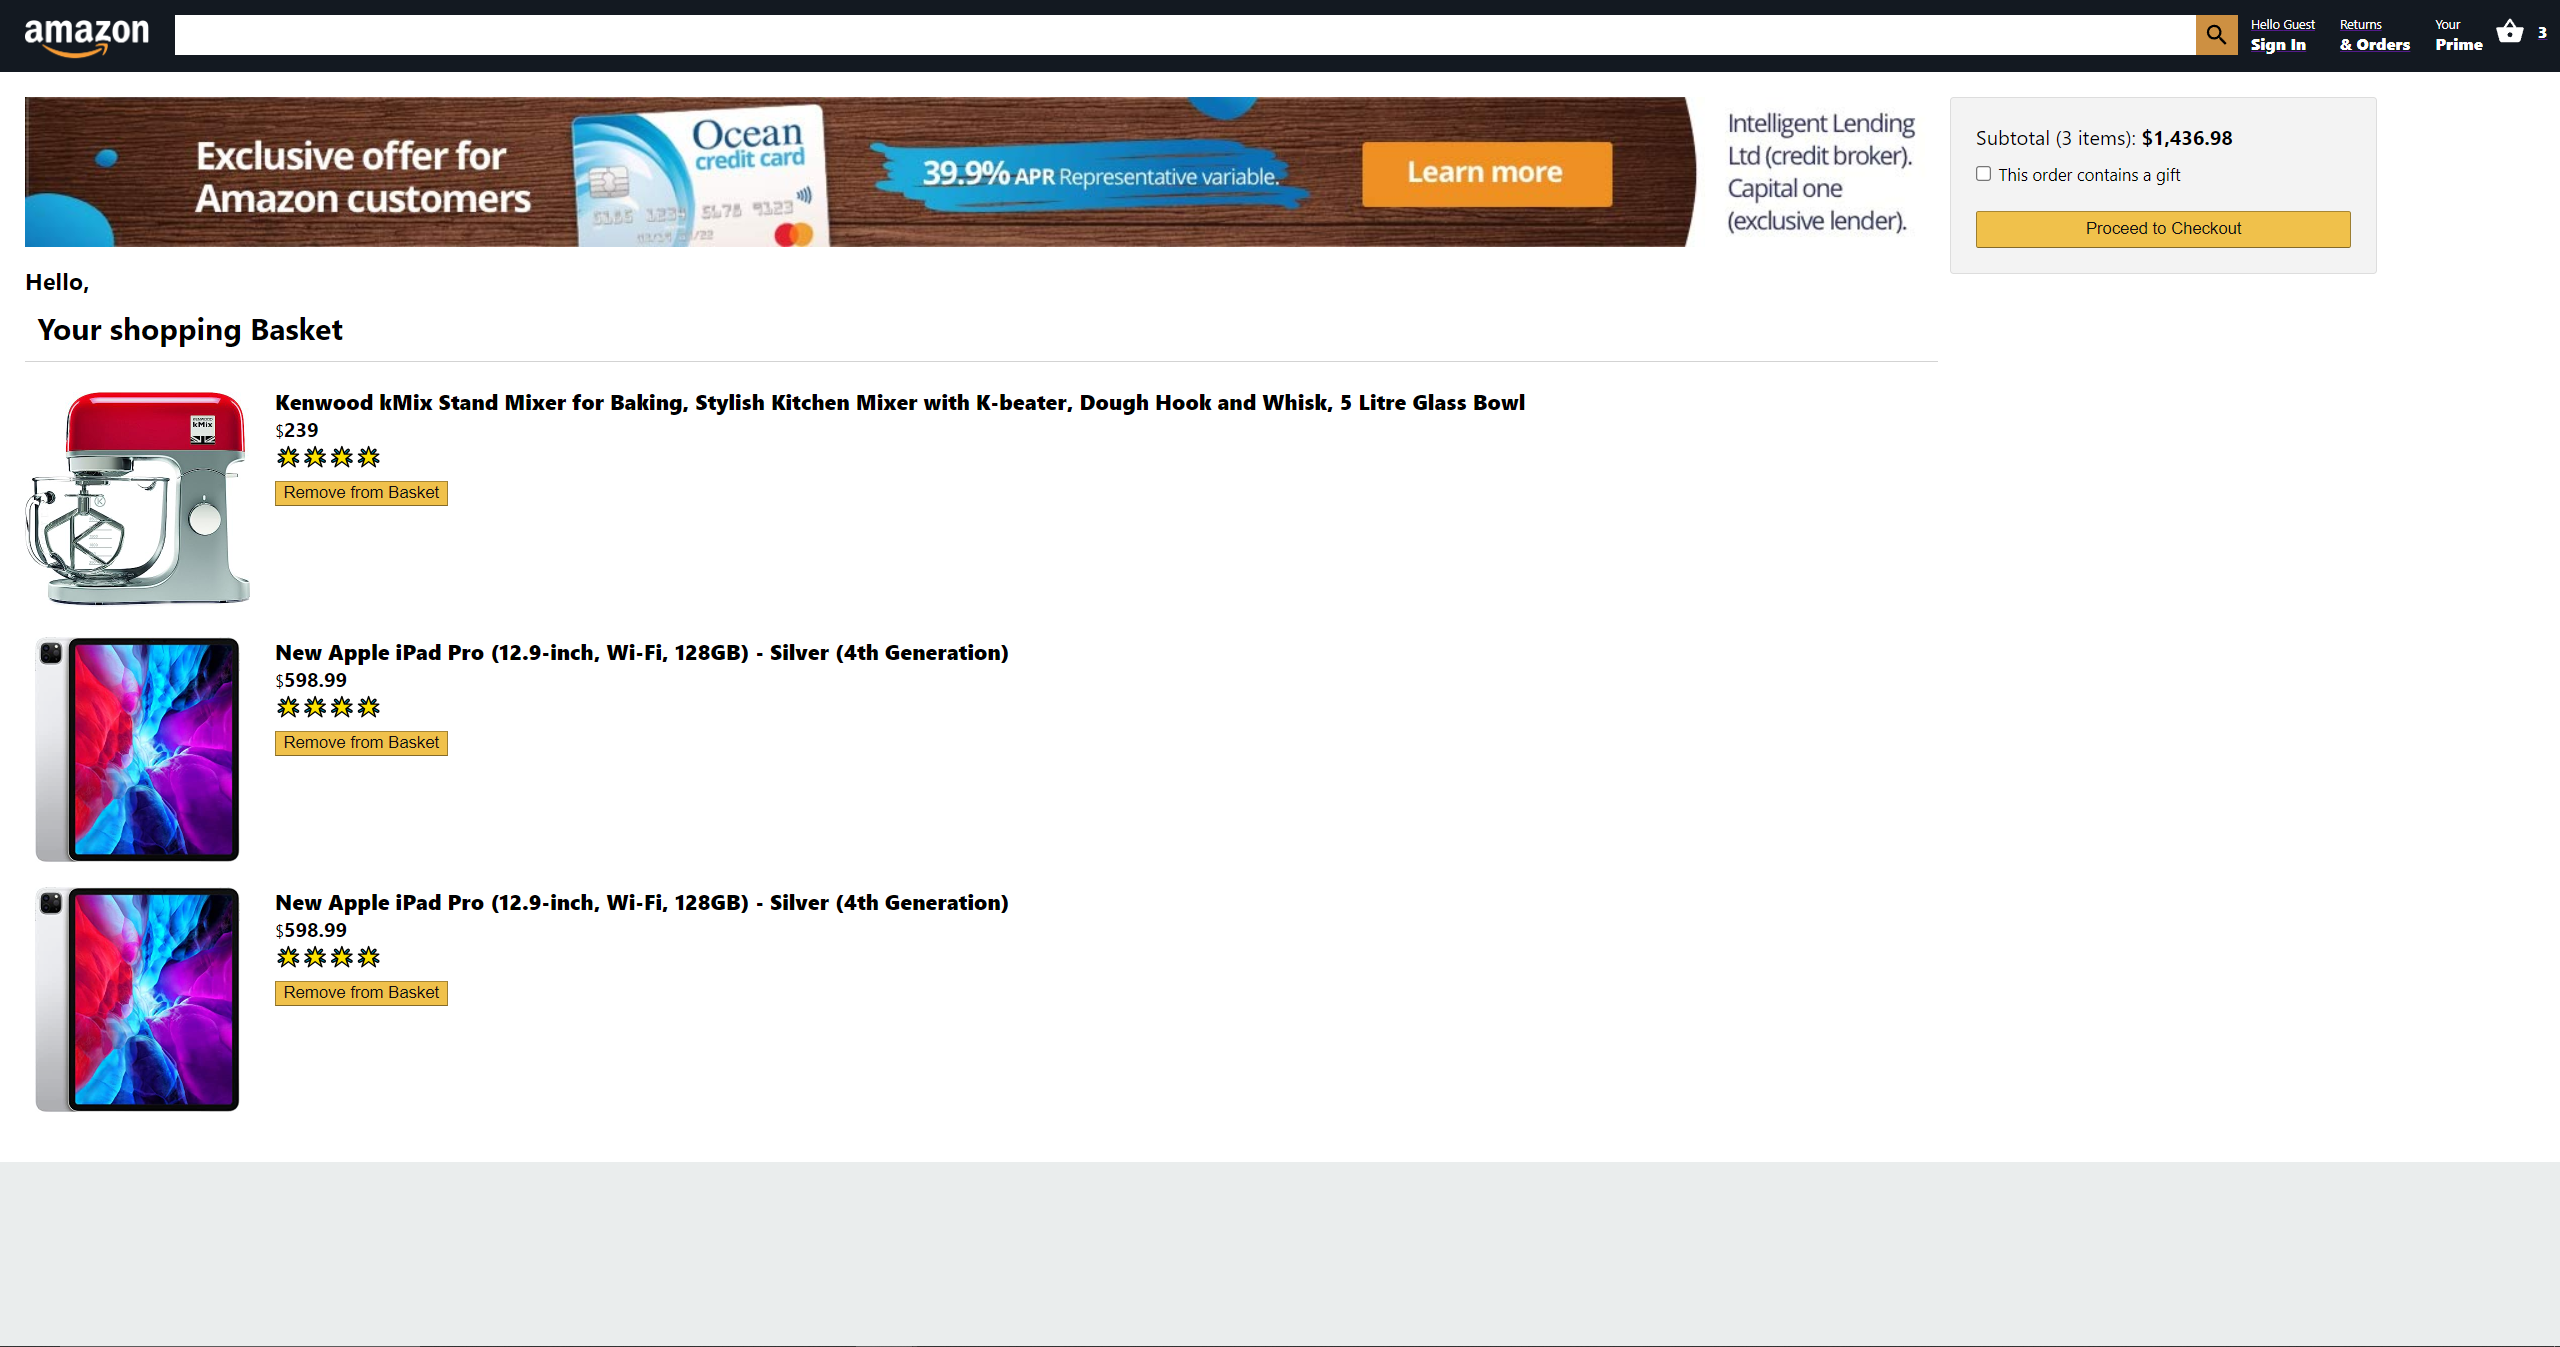 amazon
Hello Guest
Sign In
Returns
& Orders
Your
Prime
3
Exclusive offer for
Amazon customers
Ocean
credit card
39.9% APR Representative variable.
Learn more
Intelligent Lending
Ltd (credit broker).
Capital one
(exclusive lender).
Subtotal (3 items): $1,436.98
This order contains a gift
Proceed to Checkout
Hello,
Your shopping Basket
kMix
Kenwood kMix Stand Mixer for Baking, Stylish Kitchen Mixer with K-beater, Dough Hook and Whisk, 5 Litre Glass Bowl
$239
Remove from Basket
New Apple iPad Pro (12.9-inch, Wi-Fi, 128GB) - Silver (4th Generation)
$598.99
Remove from Basket
New Apple iPad Pro (12.9-inch, Wi-Fi, 128GB) - Silver (4th Generation)
$598.99
Remove from Basket